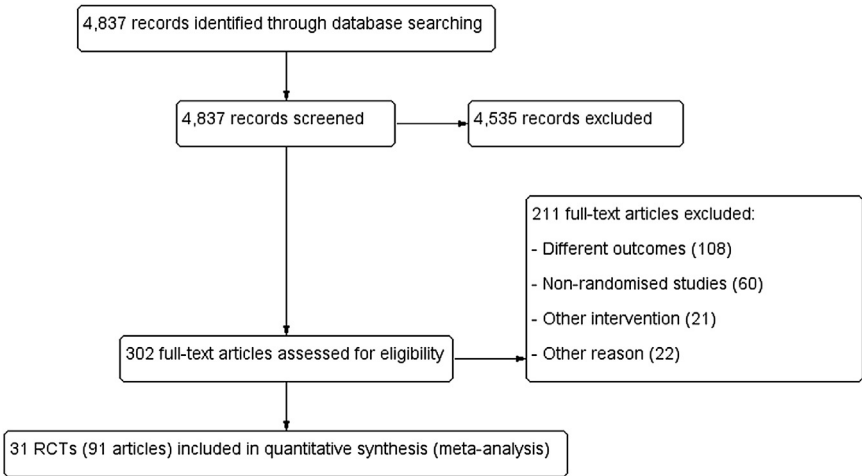 4,837 records identified through database searching
4,837 records screened
4,535 records excluded
211 full-text articles excluded:
- Different outcomes (108)
- Non-randomised studies (60)
- Other intervention (21)
- Other reason (22)
302 full-text articles assessed for eligibility
31 RCTs (91 articles) included in quantitative synthesis (meta-analysis)